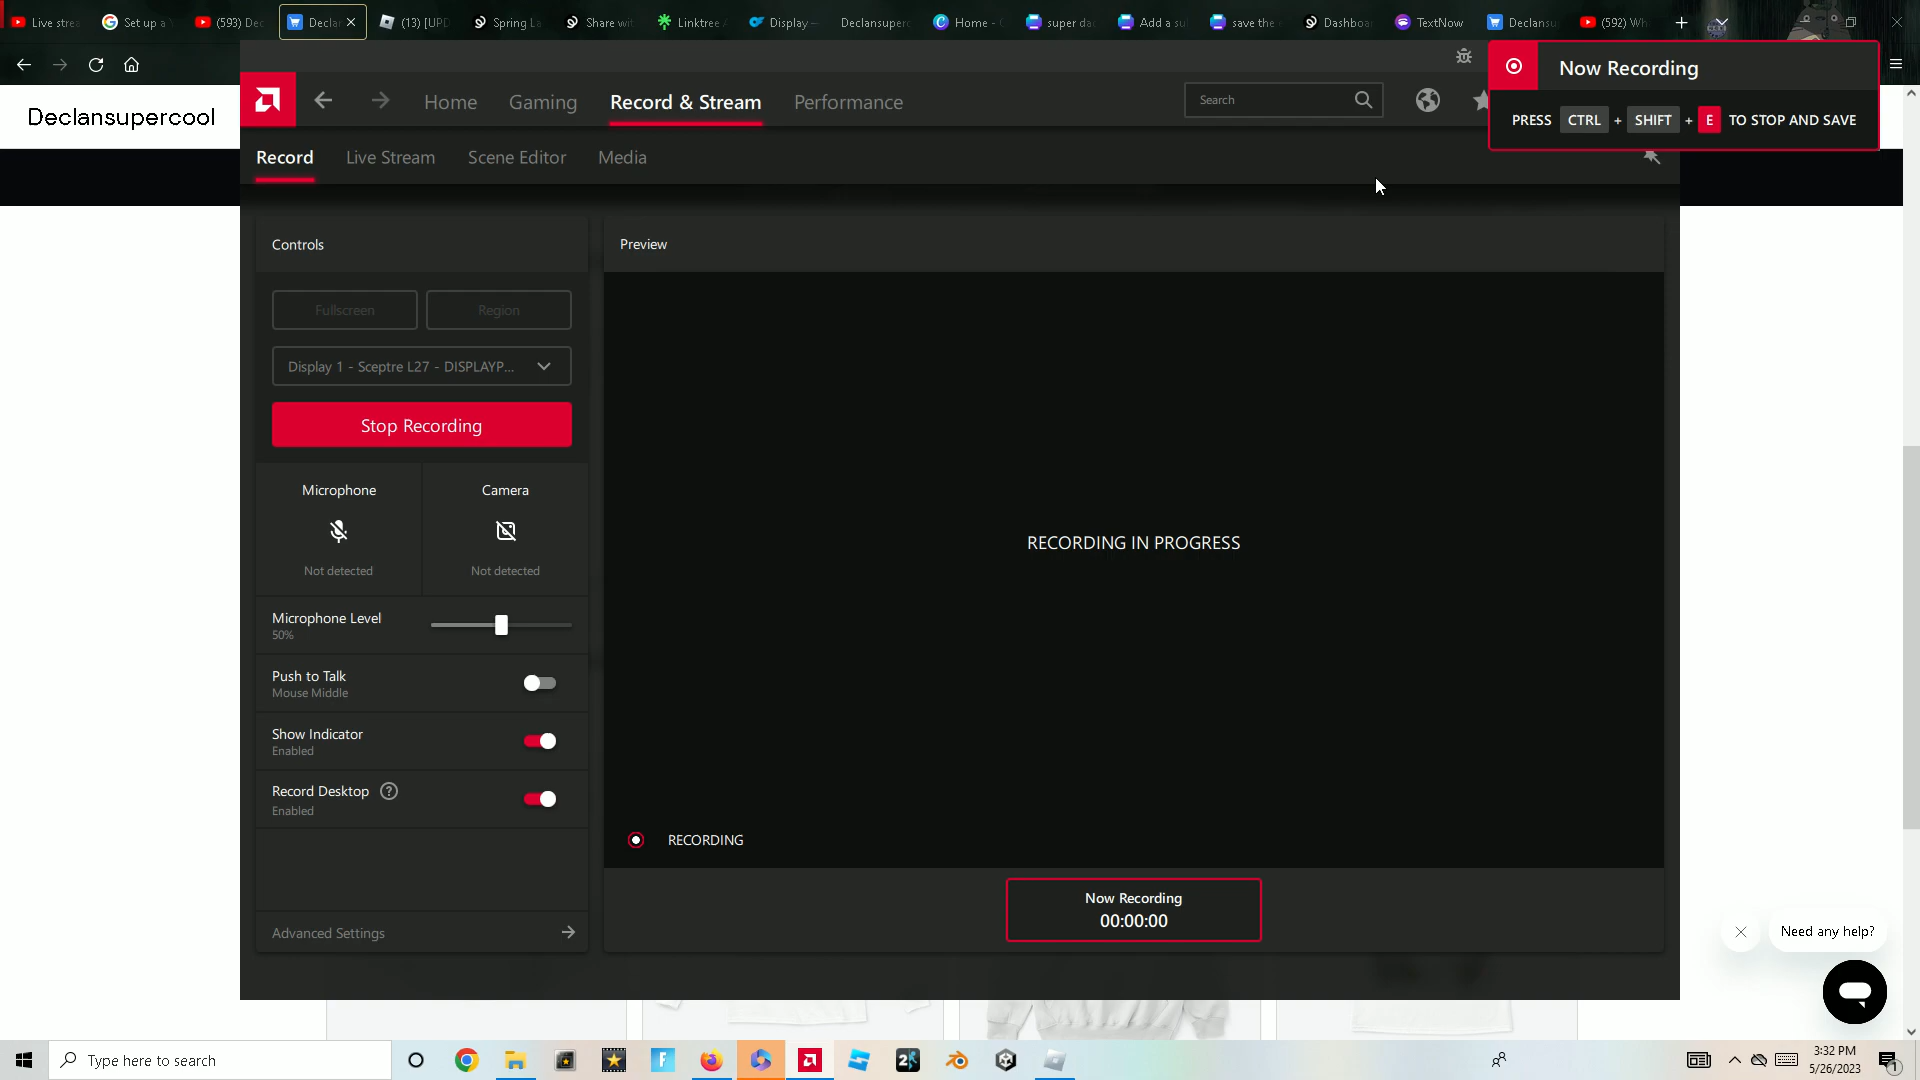 Live strea
Set up a Y
(593) Dec
Declan
(13) [UPD
Spring La
Share wit
Linktree A
Display —
Declansuperc
Home - C
super da
Add a su
save the
Dashboa
TextNow
Declansu
(592) Wh
Now Recording
PRESS CTRL + SHIFT + E TO STOP AND SAVE
Declansupercool
Home
Gaming
Record & Stream
Performance
Search
Record
Live Stream
Scene Editor
Media
Controls
Preview
Fullscreen
Region
Display 1 - Sceptre L27 - DISPLAYP...
Stop Recording
Microphone
Camera
Not detected
Not detected
RECORDING IN PROGRESS
Microphone Level
50%
Push to Talk
Mouse Middle
Show Indicator
Enabled
Record Desktop
Enabled
RECORDING
Now Recording
00:00:00
Advanced Settings
Need any help?
Type here to search
3:32 PM
5/26/2023